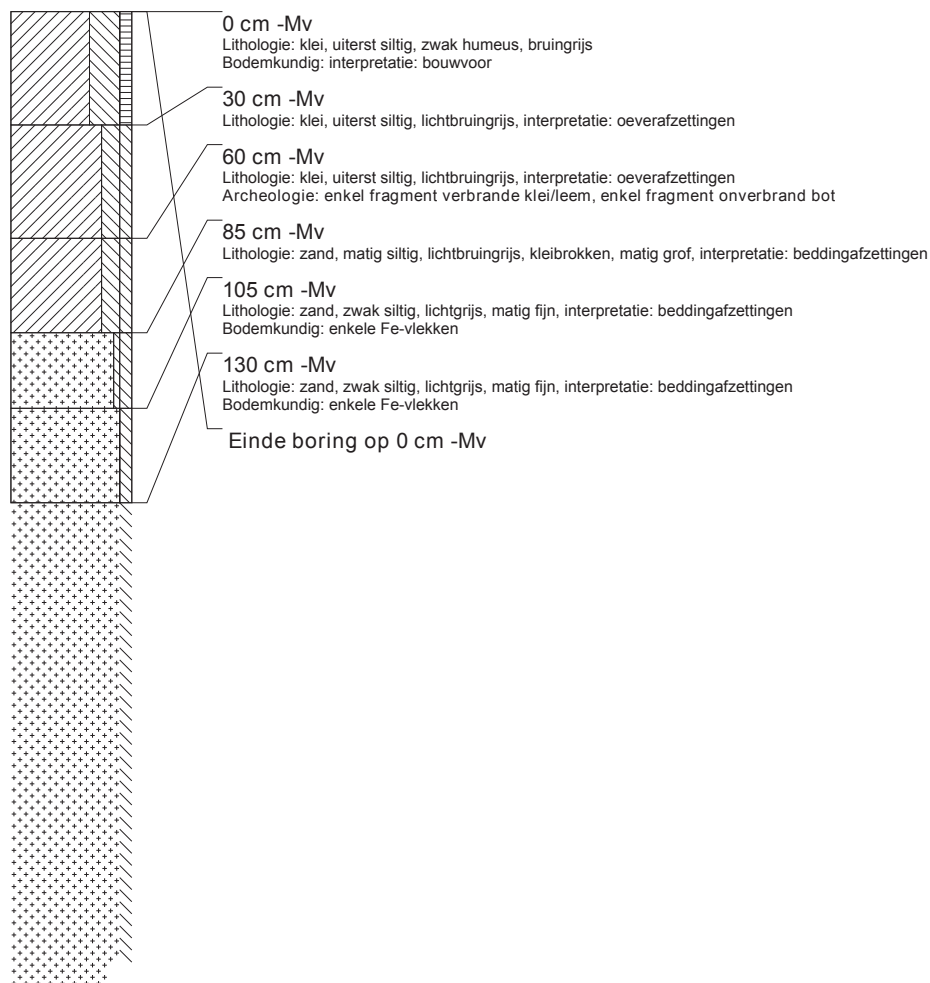 0 cm -Mv
Lithologie: klei, uiterst siltig, zwak humeus, bruingrijs
Bodemkundig: interpretatie: bouwvoor
30 cm -Mv
Lithologie: klei, uiterst siltig, lichtbruingrijs, interpretatie: oeverafzettingen
60 cm -Mv
Lithologie: klei, uiterst siltig, lichtbruingrijs, interpretatie: oeverafzettingen
Archeologie: enkel fragment verbrande klei/leem, enkel fragment onverbrand bot
85 cm -Mv
Lithologie: zand, matig siltig, lichtbruingrijs, kleibrokken, matig grof, interpretatie: beddingafzettingen
105 cm -Mv
Lithologie: zand, zwak siltig, lichtgrijs, matig fijn, interpretatie: beddingafzettingen
Bodemkundig: enkele Fe-vlekken
130 cm -Mv
Lithologie: zand, zwak siltig, lichtgrijs, matig fijn, interpretatie: beddingafzettingen
Bodemkundig: enkele Fe-vlekken
Einde boring op 0 cm -Mv